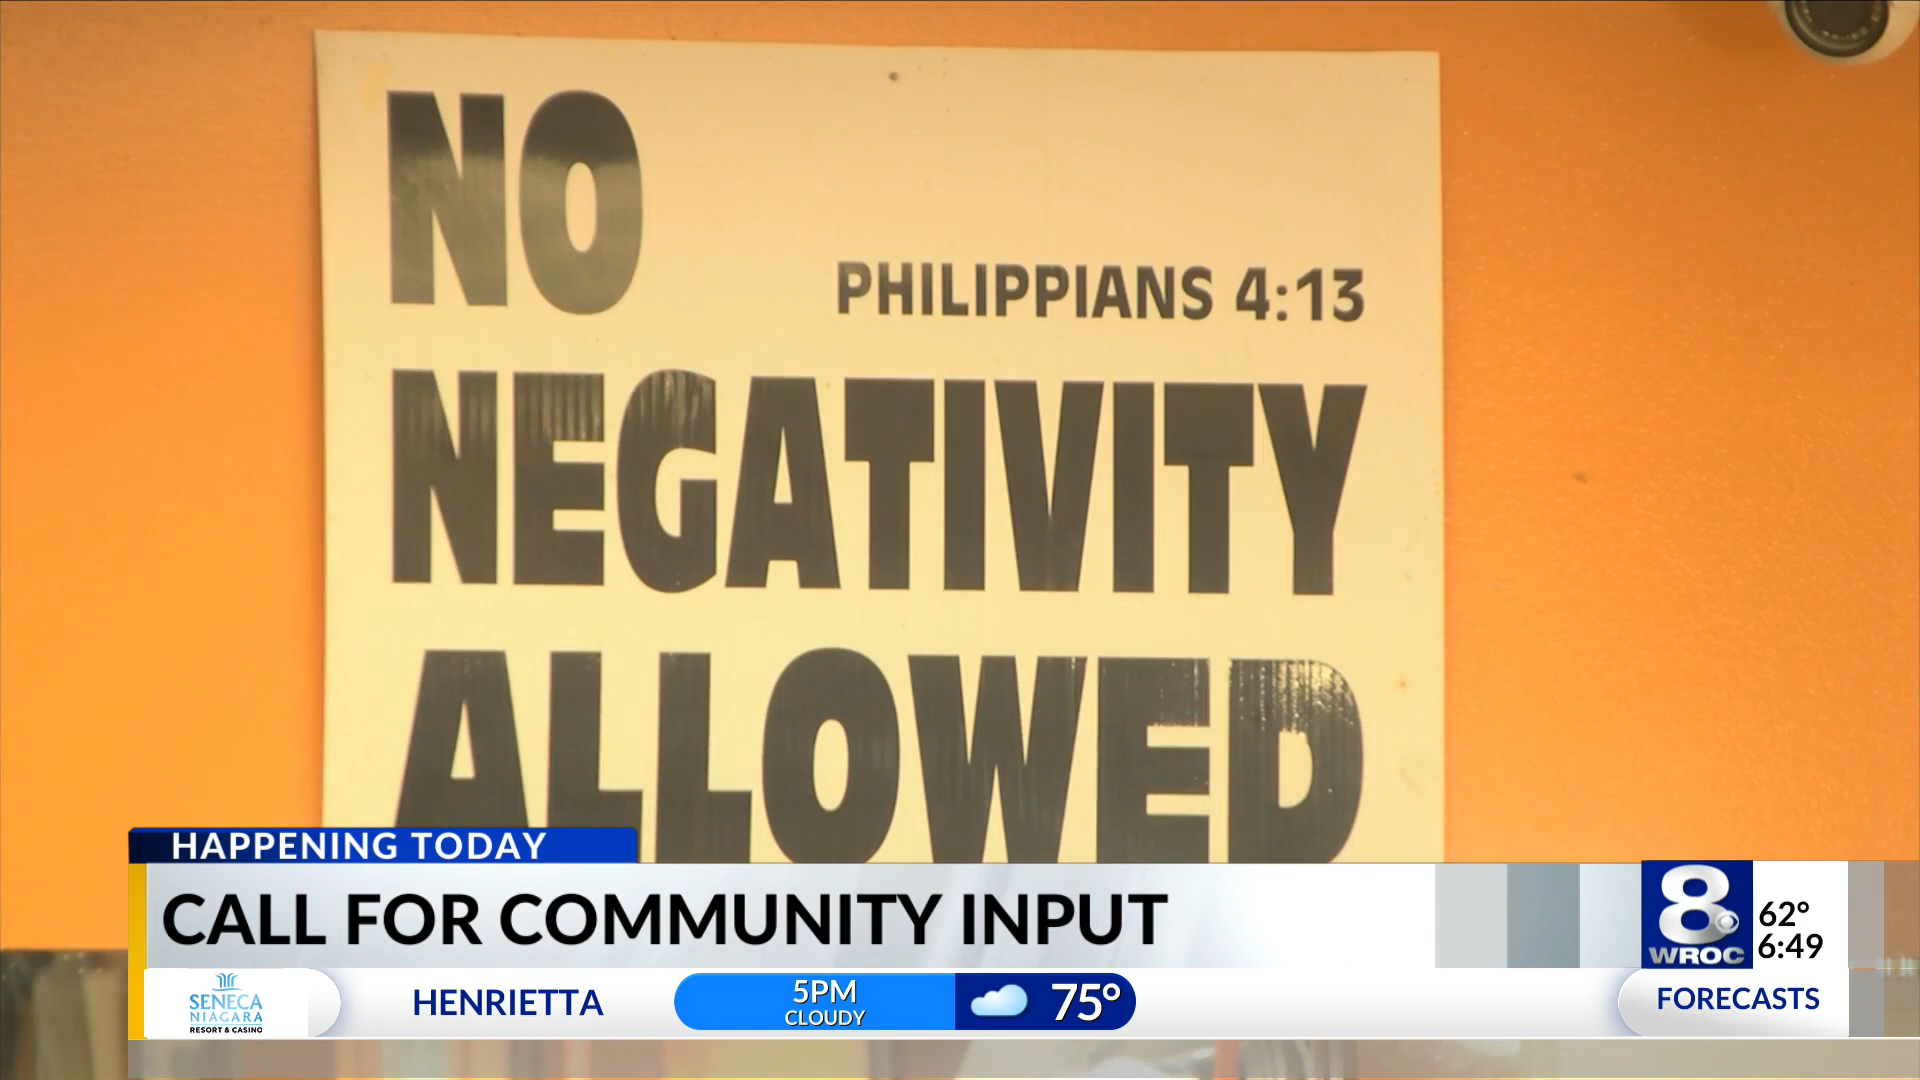 NO
PHILIPPIANS 4:13
NEGATIVITY
ALLOWED
HAPPENING TODAY
CALL FOR COMMUNITY INPUT
8
WROC
62°
6:49
SENECA
NIAGARA
RESORT & CASINO
HENRIETTA
5PM
CLOUDY
75°
FORECASTS